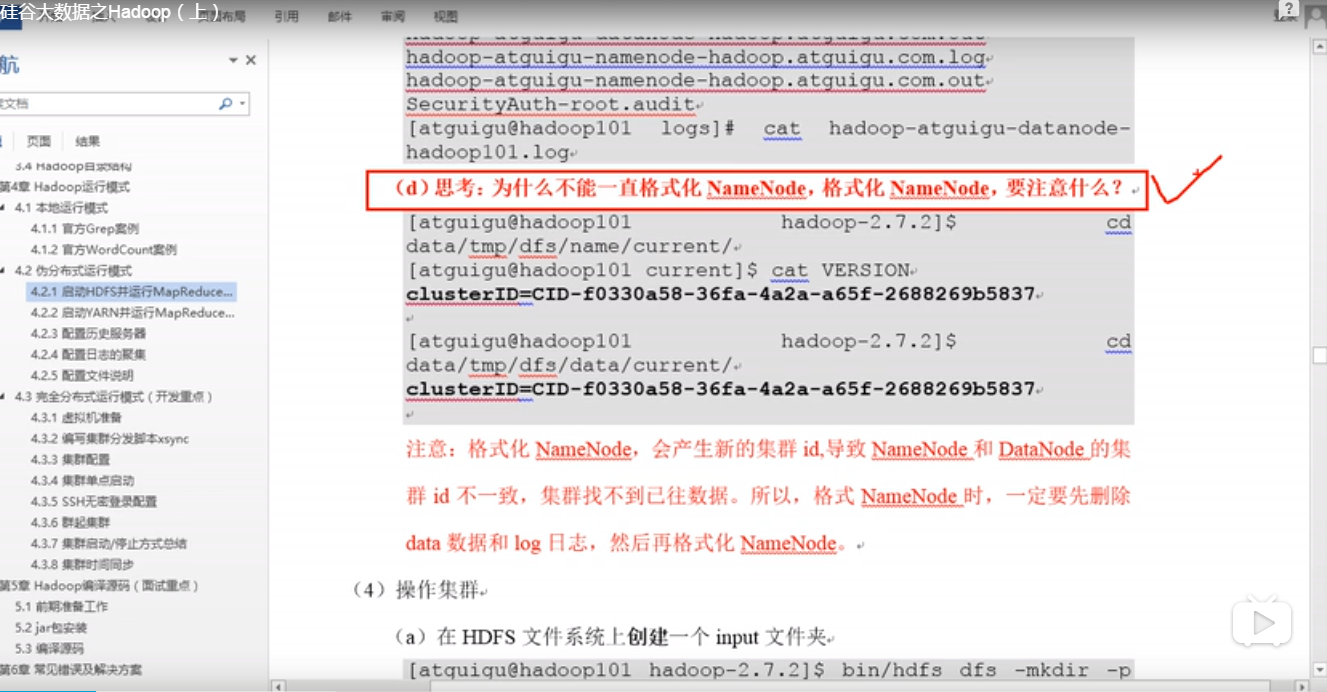 硅谷大数据之Hadoop（上）
引用 邮件 审阅 视图
航
页面 结果
3.4 Hadoop目录结构
第4章 Hadoop运行模式
4.1 本地运行模式
4.1.1 官方Grep案例
4.1.2 官方WordCount案例
4.2 伪分布式运行模式
4.2.1 启动HDFS并运行MapReduce...
4.2.2 启动YARN并运行MapReduce...
4.2.3 配置历史服务器
4.2.4 配置日志的聚集
4.2.5 配置文件说明
4.3 完全分布式运行模式（开发重点）
4.3.1 虚拟机准备
4.3.2 编写集群分发脚本xsync
4.3.3 集群配置
4.3.4 集群单点启动
4.3.5 SSH无密登录配置
4.3.6 群起集群
4.3.7 集群启动/停止方式总结
4.3.8 集群时间同步
第5章 Hadoop编译源码（面试重点）
5.1 前期准备工作
5.2 jar包安装
5.3 编译源码
第6章 常见错误及解决方案
hadoop-atguigu-datanode-hadoop.atguigu.com.out
hadoop-atguigu-namenode-hadoop.atguigu.com.log
hadoop-atguigu-namenode-hadoop.atguigu.com.out
SecurityAuth-root.audit
[atguigu@hadoop101 logs]# cat hadoop-atguigu-datanode-
hadoop101.log
（d）思考：为什么不能一直格式化 NameNode，格式化 NameNode，要注意什么？
[atguigu@hadoop101 hadoop-2.7.2]$ cd
data/tmp/dfs/name/current/
[atguigu@hadoop101 current]$ cat VERSION
clusterID=CID-f0330a58-36fa-4a2a-a65f-2688269b5837
[atguigu@hadoop101 hadoop-2.7.2]$ cd
data/tmp/dfs/data/current/
clusterID=CID-f0330a58-36fa-4a2a-a65f-2688269b5837
注意：格式化 NameNode，会产生新的集群 id,导致 NameNode 和 DataNode 的集
群 id 不一致，集群找不到已往数据。所以，格式 NameNode 时，一定要先删除
data 数据和 log 日志，然后再格式化 NameNode。
（4）操作集群
（a）在 HDFS 文件系统上创建一个 input 文件夹
[atguigu@hadoop101 hadoop-2.7.2]$ bin/hdfs dfs -mkdir -p